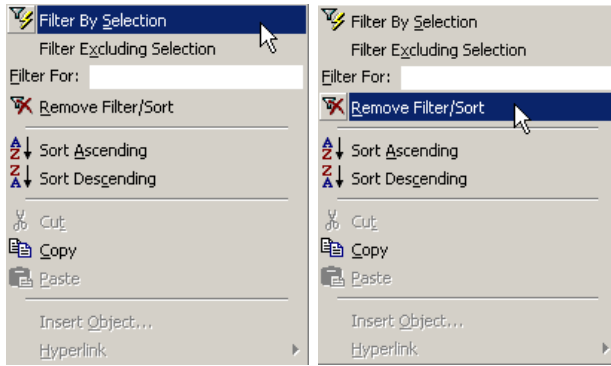 Filter By Selection
Filter Excluding Selection
Filter For:
Remove Filter/Sort
Sort Ascending
Sort Descending
Cut
Copy
Paste
Insert Object...
Hyperlink
Filter By Selection
Filter Excluding Selection
Filter For:
Remove Filter/Sort
Sort Ascending
Sort Descending
Cut
Copy
Paste
Insert Object...
Hyperlink